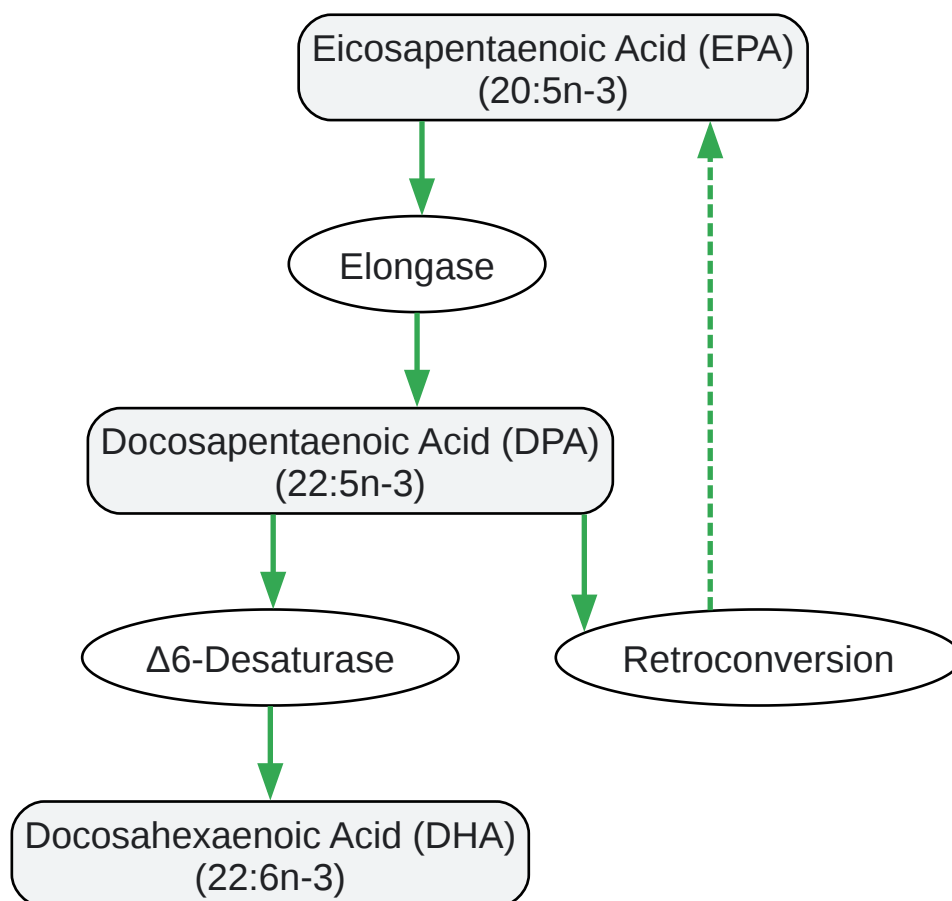 Eicosapentaenoic Acid (EPA)
(20:5n-3)
Elongase
Docosapentaenoic Acid (DPA)
(22:5n-3)
Δ6-Desaturase
Retroconversion
Docosahexaenoic Acid (DHA)
(22:6n-3)